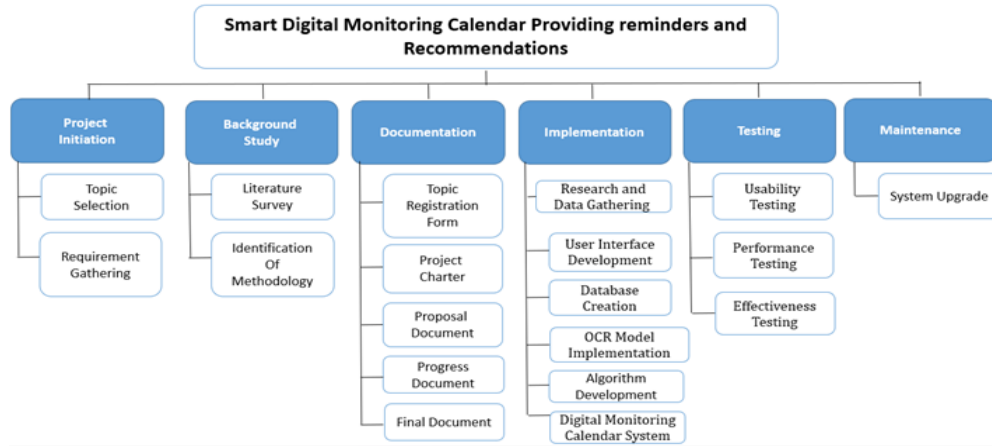 Smart Digital Monitoring Calendar Providing reminders and
Recommendations
Project
Initiation
Topic
Selection
Requirement
Gathering
Background
Study
Literature
Survey
Identification
Of
Methodology
Documentation
Topic
Registration
Form
Project
Charter
Proposal
Document
Progress
Document
Final Document
Implementation
Research and
Data Gathering
User Interface
Development
Database
Creation
OCR Model
Implementation
Algorithm
Development
Digital Monitoring
Calendar System
Testing
Usability
Testing
Performance
Testing
Effectiveness
Testing
Maintenance
System Upgrade